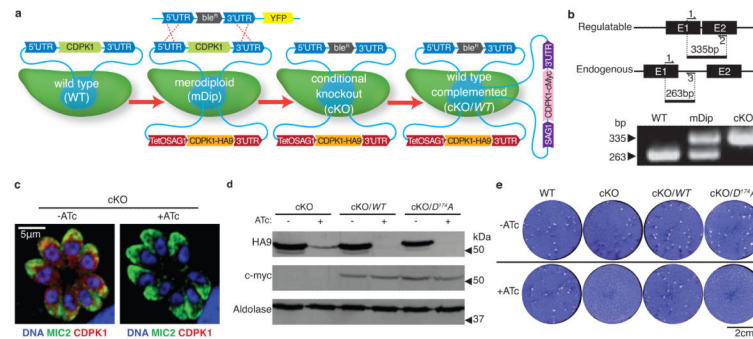 a
5'UTR ble^R 3'UTR YFP
5'UTR CDPK1 3'UTR
5'UTR CDPK1 3'UTR
5'UTR ble^R 3'UTR
5'UTR ble^R 3'UTR
wild type
(WT)
merodiploid
(mDip)
conditional
knockout
(cKO)
wild type
complemented
(cKO/WT)
TetOSAG1 CDPK1-HA9 3'UTR
TetOSAG1 CDPK1-HA9 3'UTR
TetOSAG1 CDPK1-HA9 3'UTR
SAG1 CDPK1-cMyc 3'UTR
b
Regulatable
1
E1 E2
2
335bp
Endogenous
1
E1 E2
3
263bp
bp WT mDip cKO
335
263
c
cKO
-ATc +ATc
5µm
DNA MIC2 CDPK1 DNA MIC2 CDPK1
d
cKO cKO/WT cKO/D^174A
ATc: - + - + - +
kDa
HA9 50
c-myc 50
Aldolase 37
e
WT cKO cKO/WT cKO/D^174A
-ATc
+ATc
2cm